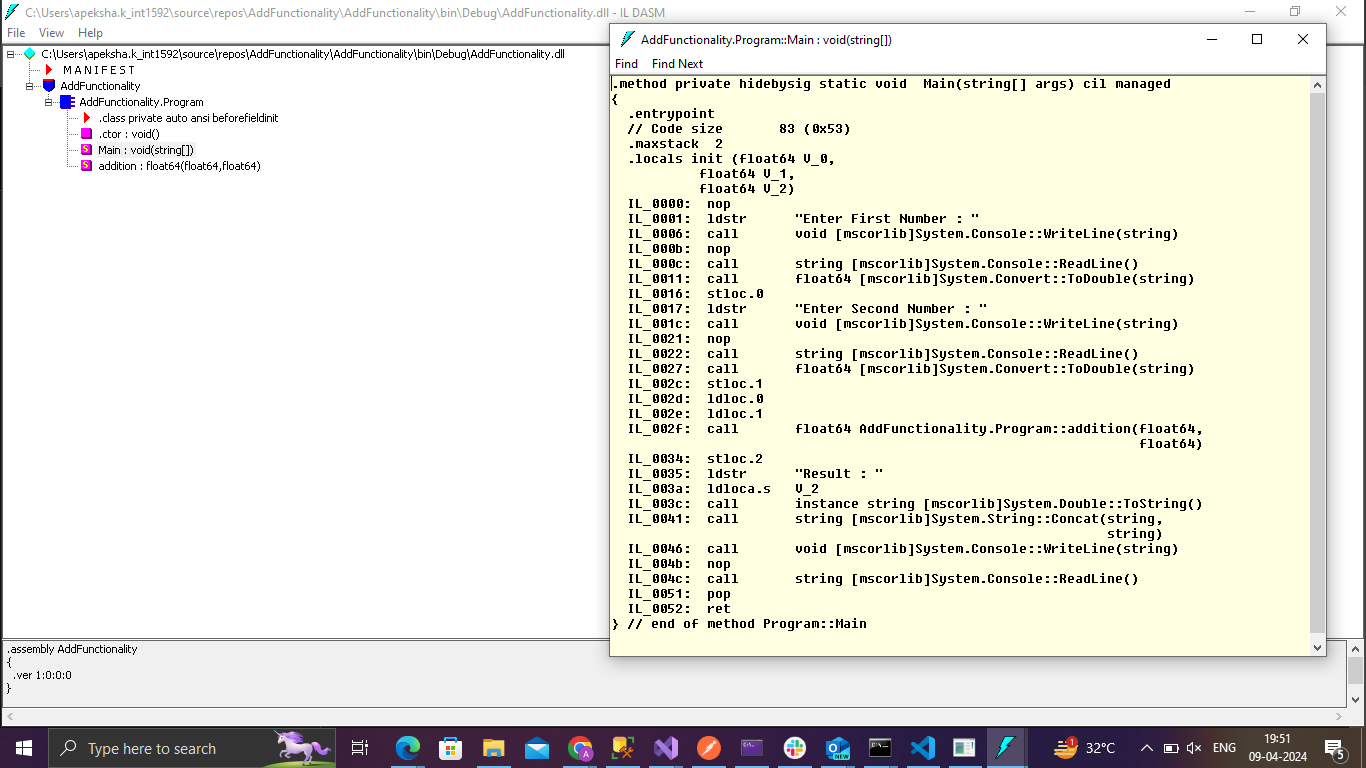 C:\Users\apeksha.k_int1592\source\repos\AddFunctionality\AddFunctionality\bin\Debug\AddFunctionality.dll - IL DASM
File View Help
C:\Users\apeksha.k_int1592\source\repos\AddFunctionality\AddFunctionality\bin\Debug\AddFunctionality.dll
M A N I F E S T
AddFunctionality
AddFunctionality.Program
.class private auto ansi beforefieldinit
.ctor : void()
S Main : void(string[])
S addition : float64(float64,float64)
AddFunctionality.Program::Main : void(string[])
Find Find Next
.method private hidebysig static void  Main(string[] args) cil managed
{
  .entrypoint
  // Code size       83 (0x53)
  .maxstack  2
  .locals init (float64 V_0,
           float64 V_1,
           float64 V_2)
  IL_0000:  nop
  IL_0001:  ldstr      "Enter First Number : "
  IL_0006:  call       void [mscorlib]System.Console::WriteLine(string)
  IL_000b:  nop
  IL_000c:  call       string [mscorlib]System.Console::ReadLine()
  IL_0011:  call       float64 [mscorlib]System.Convert::ToDouble(string)
  IL_0016:  stloc.0
  IL_0017:  ldstr      "Enter Second Number : "
  IL_001c:  call       void [mscorlib]System.Console::WriteLine(string)
  IL_0021:  nop
  IL_0022:  call       string [mscorlib]System.Console::ReadLine()
  IL_0027:  call       float64 [mscorlib]System.Convert::ToDouble(string)
  IL_002c:  stloc.1
  IL_002d:  ldloc.0
  IL_002e:  ldloc.1
  IL_002f:  call       float64 AddFunctionality.Program::addition(float64,
                                                                  float64)
  IL_0034:  stloc.2
  IL_0035:  ldstr      "Result : "
  IL_003a:  ldloca.s   V_2
  IL_003c:  call       instance string [mscorlib]System.Double::ToString()
  IL_0041:  call       string [mscorlib]System.String::Concat(string,
                                                              string)
  IL_0046:  call       void [mscorlib]System.Console::WriteLine(string)
  IL_004b:  nop
  IL_004c:  call       string [mscorlib]System.Console::ReadLine()
  IL_0051:  pop
  IL_0052:  ret
} // end of method Program::Main
.assembly AddFunctionality
{
  .ver 1:0:0:0
}
Type here to search
A
NEW
1
32°C
ENG
19:51
09-04-2024
5